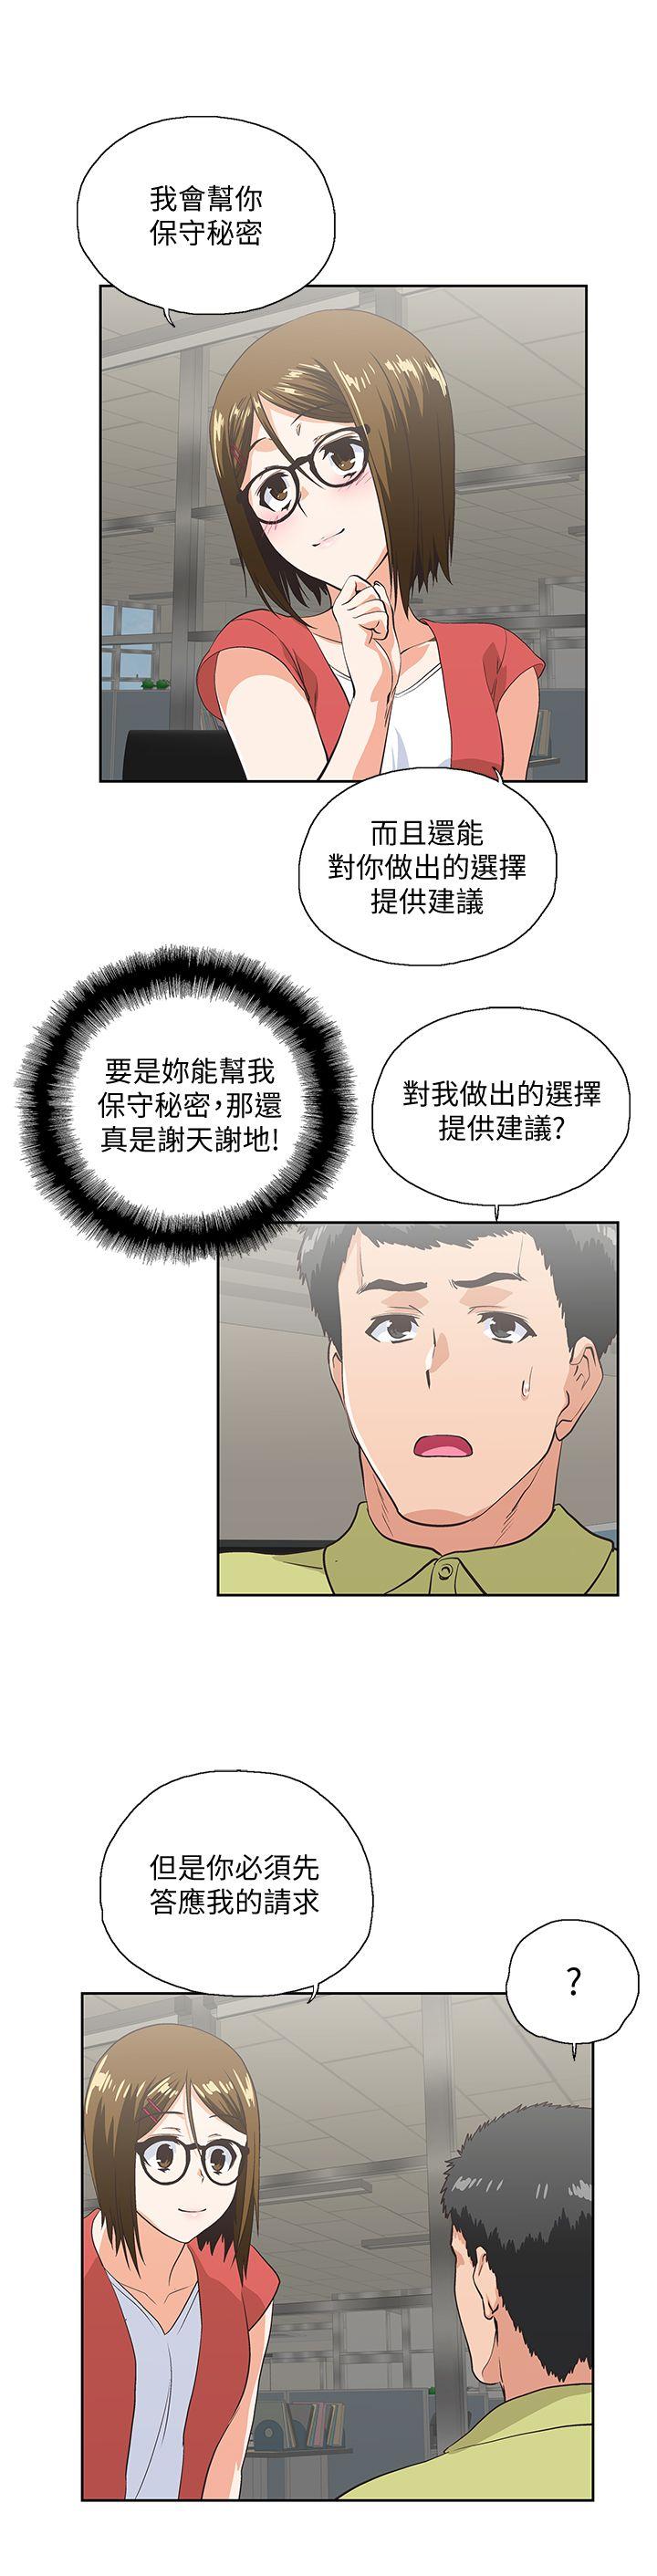 我會幫你
保守秘密
而且還能
對你做出的選擇
提供建議
要是妳能幫我
保守秘密，那還
真是謝天謝地!
對我做出的選擇
提供建議?
但是你必須先
答應我的請求
?